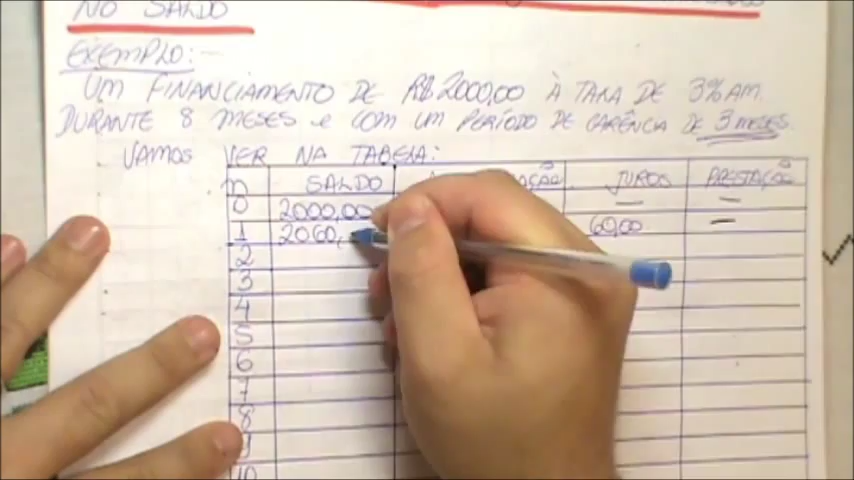 NO SALDO
EXEMPLO:
UM FINANCIAMENTO DE R$ 2000,00 À TAXA DE 3% AM.
DURANTE 8 MESES e COM UM PERÍODO DE CARÊNCIA DE 3 MESES.
VAMOS VER NA TABELA:
n SALDO JUROS PRESTAÇÃO
0 2000,00 — —
1 2060, 60,00 —
2
3
4
5
6
7
8
9
10